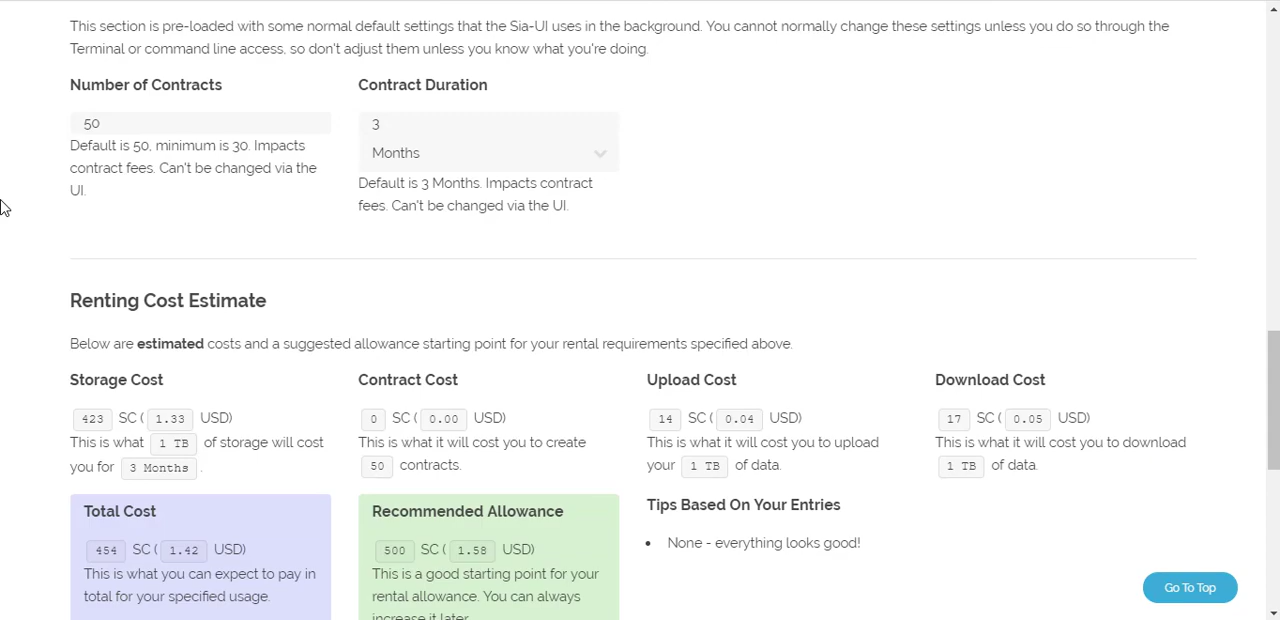 This section is pre-loaded with some normal default settings that the Sia-UI uses in the background. You cannot normally change these settings unless you do so through the
Terminal or command line access, so don't adjust them unless you know what you're doing.
Number of Contracts
50
Default is 50, minimum is 30. Impacts
contract fees. Can't be changed via the
UI.
Contract Duration
3
Months
Default is 3 Months. Impacts contract
fees. Can't be changed via the UI.
Renting Cost Estimate
Below are estimated costs and a suggested allowance starting point for your rental requirements specified above.
Storage Cost
423 SC ( 1.33 USD)
This is what 1 TB of storage will cost
you for 3 Months .
Contract Cost
0 SC ( 0.00 USD)
This is what it will cost you to create
50 contracts.
Upload Cost
14 SC ( 0.04 USD)
This is what it will cost you to upload
your 1 TB of data.
Download Cost
17 SC ( 0.05 USD)
This is what it will cost you to download
1 TB of data.
Total Cost
454 SC ( 1.42 USD)
This is what you can expect to pay in
total for your specified usage.
Recommended Allowance
500 SC ( 1.58 USD)
This is a good starting point for your
rental allowance. You can always
increase it later.
Tips Based On Your Entries
• None - everything looks good!
Go To Top